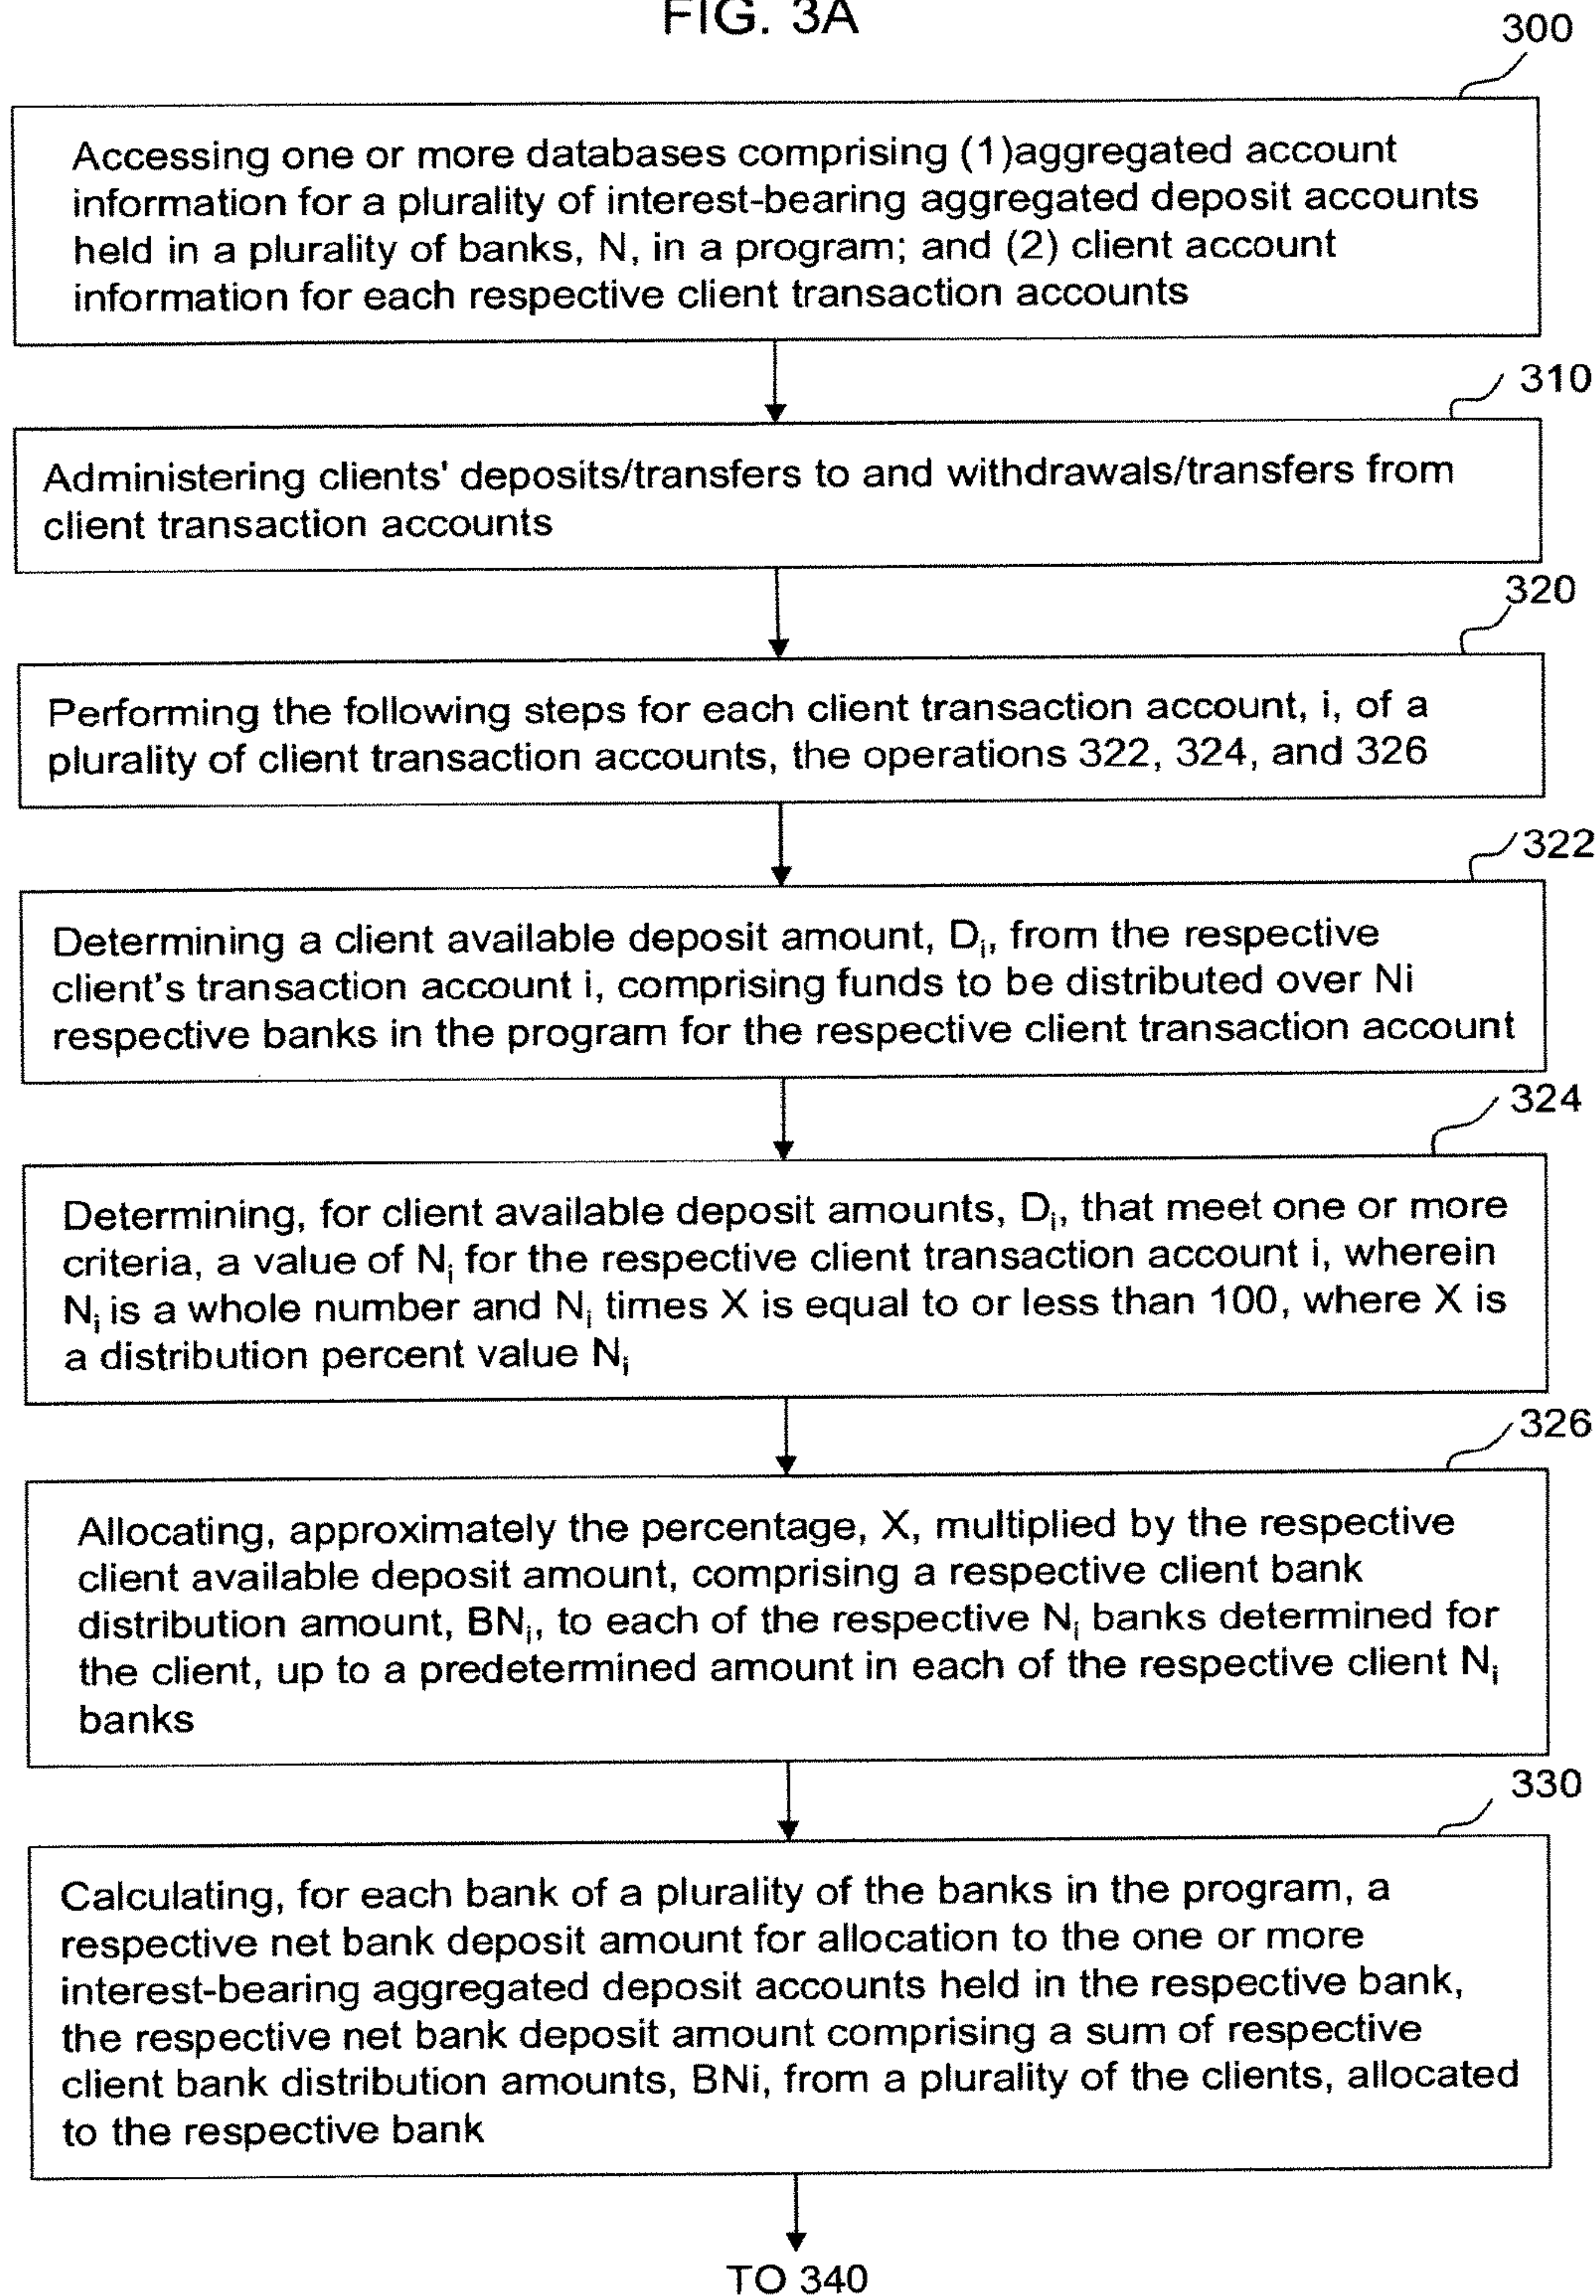 FIG. 3A
300
Accessing one or more databases comprising (1)aggregated account
information for a plurality of interest-bearing aggregated deposit accounts
held in a plurality of banks, N, in a program; and (2) client account
information for each respective client transaction accounts
310
Administering clients' deposits/transfers to and withdrawals/transfers from
client transaction accounts
320
Performing the following steps for each client transaction account, i, of a
plurality of client transaction accounts, the operations 322, 324, and 326
322
Determining a client available deposit amount, Di, from the respective
client's transaction account i, comprising funds to be distributed over Ni
respective banks in the program for the respective client transaction account
324
Determining, for client available deposit amounts, Di, that meet one or more
criteria, a value of Ni for the respective client transaction account i, wherein
Ni is a whole number and Ni times X is equal to or less than 100, where X is
a distribution percent value Ni
326
Allocating, approximately the percentage, X, multiplied by the respective
client available deposit amount, comprising a respective client bank
distribution amount, BNi, to each of the respective Ni banks determined for
the client, up to a predetermined amount in each of the respective client Ni
banks
330
Calculating, for each bank of a plurality of the banks in the program, a
respective net bank deposit amount for allocation to the one or more
interest-bearing aggregated deposit accounts held in the respective bank,
the respective net bank deposit amount comprising a sum of respective
client bank distribution amounts, BNi, from a plurality of the clients, allocated
to the respective bank
TO 340